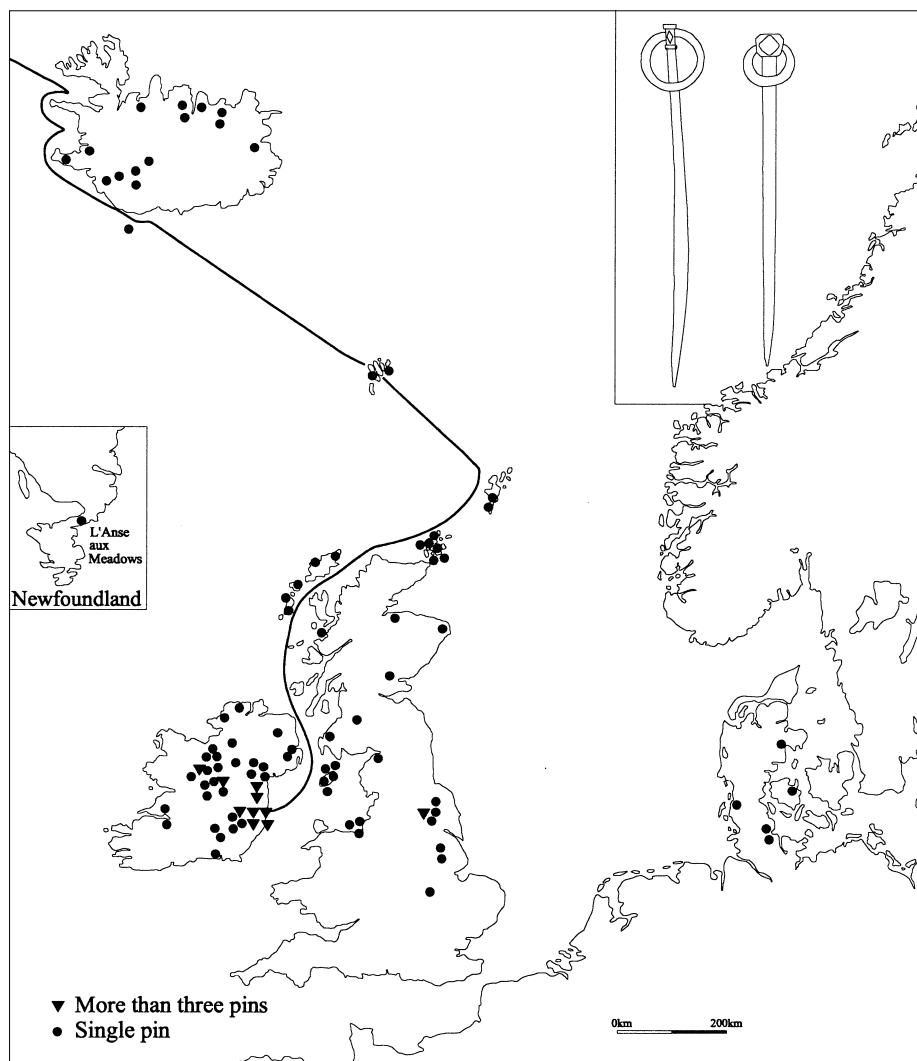 L'Anse
aux
Meadows
Newfoundland
More than three pins
Single pin
0km 200km